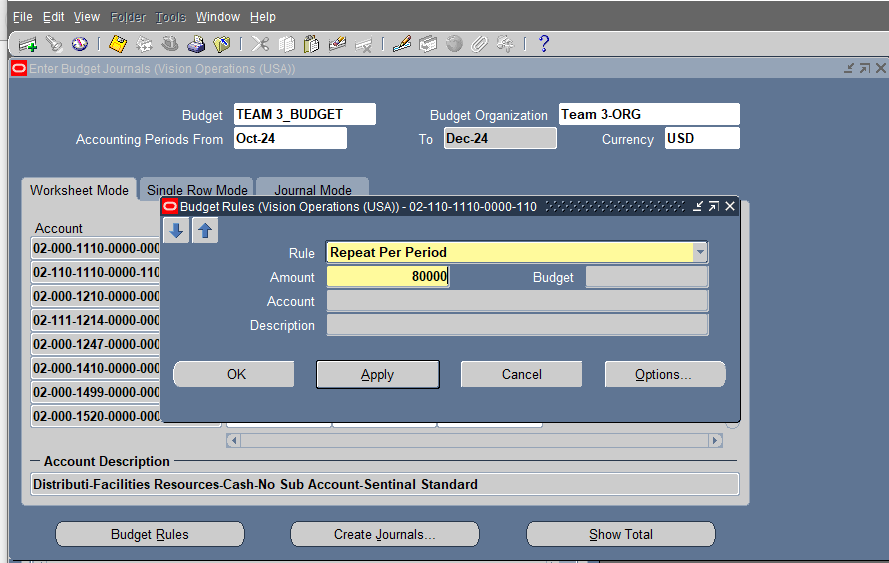 File Edit View Folder Tools Window Help
Enter Budget Journals (Vision Operations (USA))
Budget TEAM 3_BUDGET Budget Organization Team 3-ORG
Accounting Periods From Oct-24 To Dec-24 Currency USD
Worksheet Mode Single Row Mode Journal Mode
Budget Rules (Vision Operations (USA)) - 02-110-1110-0000-110
Account
02-000-1110-0000-000
02-110-1110-0000-110
02-000-1210-0000-000
02-111-1214-0000-000
02-000-1247-0000-000
02-000-1410-0000-000
02-000-1499-0000-000
02-000-1520-0000-000
Rule Repeat Per Period
Amount 80000 Budget
Account
Description
OK Apply Cancel Options...
Account Description
Distributi-Facilities Resources-Cash-No Sub Account-Sentinal Standard
Budget Rules Create Journals... Show Total